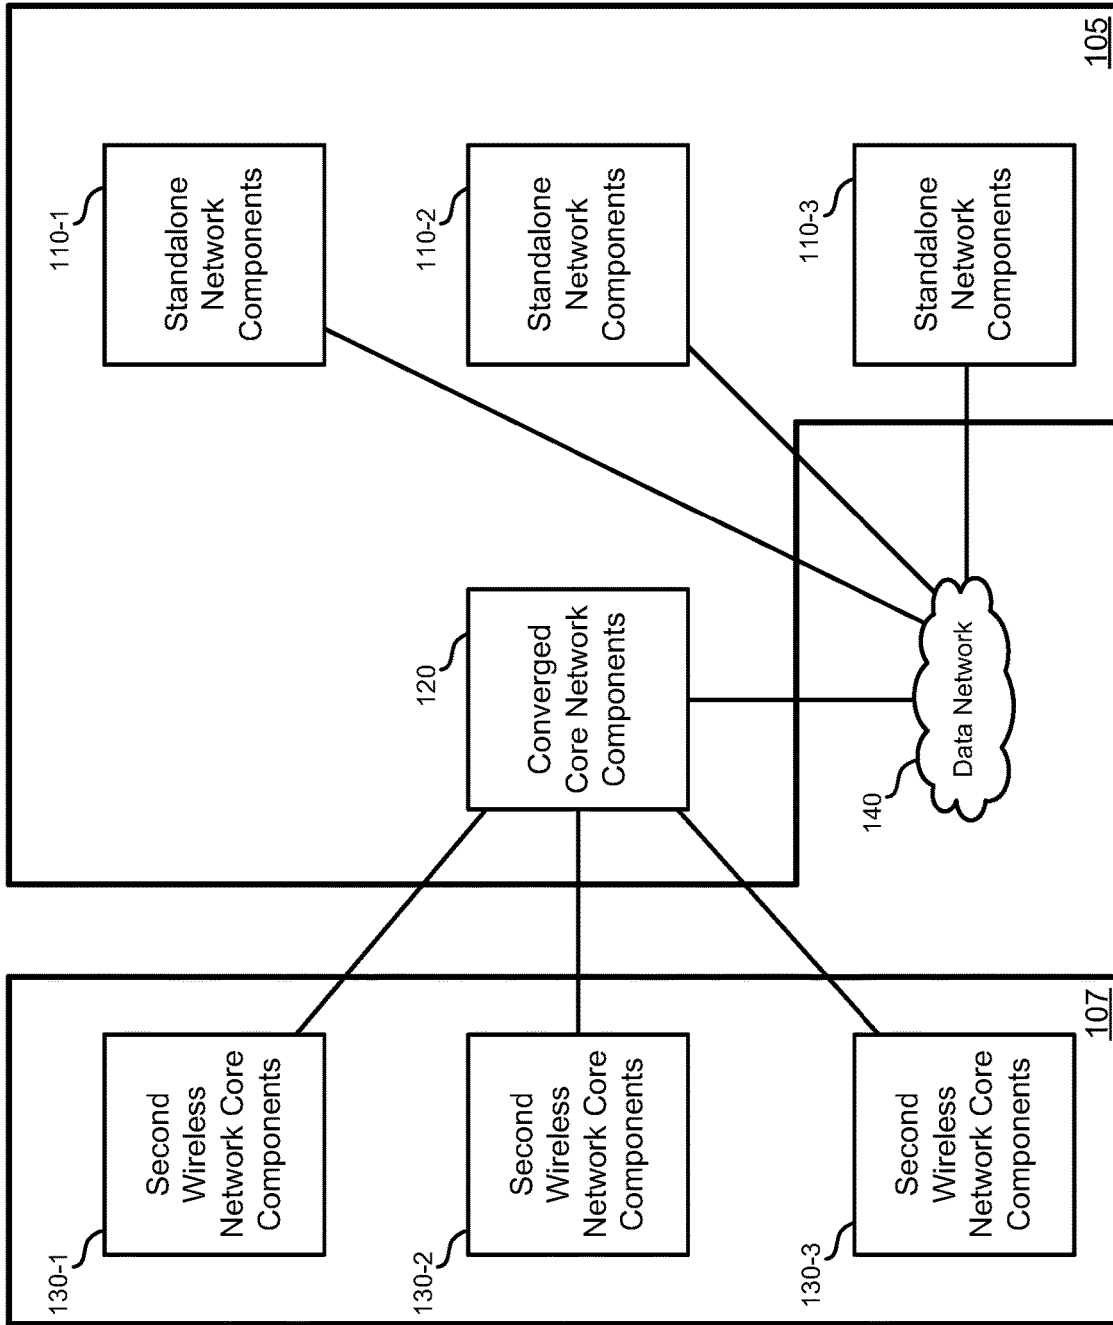 130-1
Second
Wireless
Network Core
Components
130-2
Second
Wireless
Network Core
Components
130-3
Second
Wireless
Network Core
Components
107
120
Converged
Core Network
Components
140
Data Network
110-1
Standalone
Network
Components
110-2
Standalone
Network
Components
110-3
Standalone
Network
Components
105